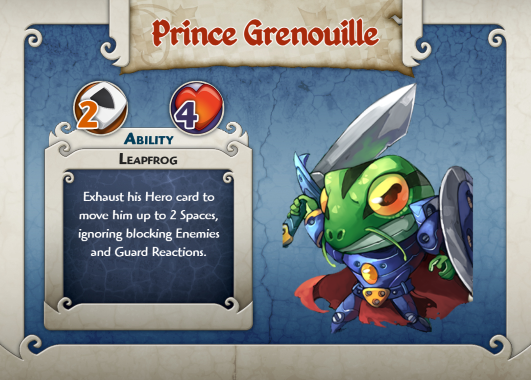 Prince Grenouille
2
4
Ability
Leapfrog
Exhaust his Hero card to
move him up to 2 Spaces,
ignoring blocking Enemies
and Guard Reactions.